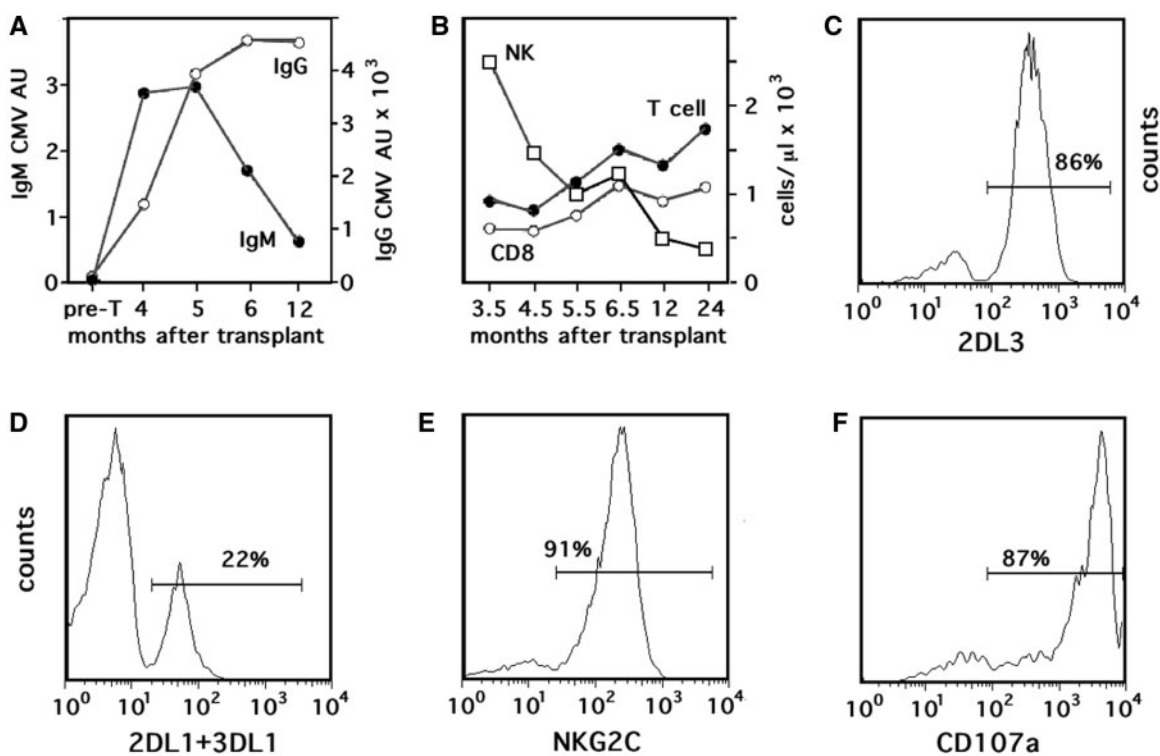 A
IgM CMV AU
3
2
1
0
IgG
IgM
4
3
2
1
0
IgG CMV AU x 10³
pre-T 4 5 6 12
months after transplant
B
NK
T cell
CD8
2
1
0
cells/μl x 10³
3.5 4.5 5.5 6.5 12 24
months after transplant
C
86%
counts
10⁰ 10¹ 10² 10³ 10⁴
2DL3
D
counts
22%
10⁰ 10¹ 10² 10³ 10⁴
2DL1+3DL1
E
91%
10⁰ 10¹ 10² 10³ 10⁴
NKG2C
F
87%
10⁰ 10¹ 10² 10³ 10⁴
CD107a